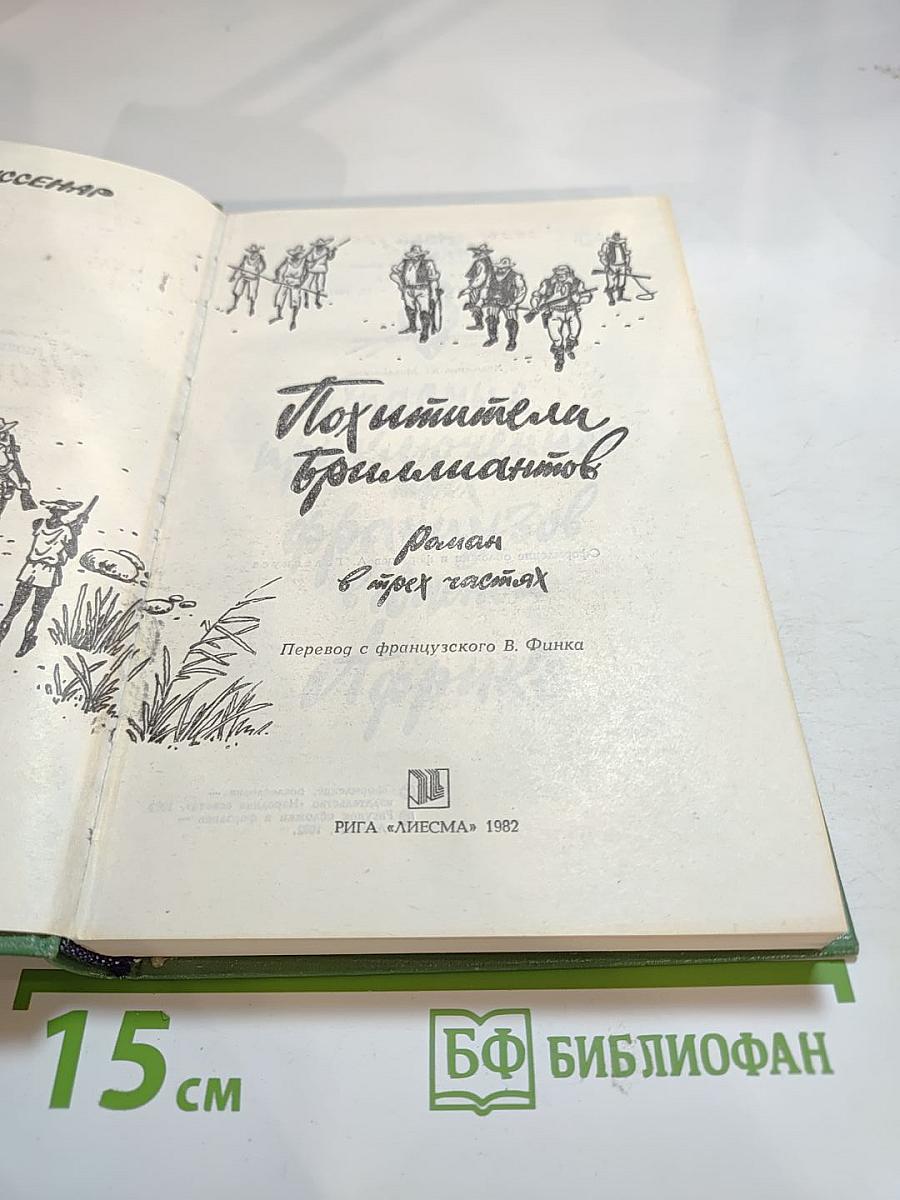 ССЕНАР
Похитители
бриллиантов
роман
в трех частях
Перевод с французского В. Финка
РИГА «ЛИЕСМА» 1982
15 см
БФ БИБЛИОФАН